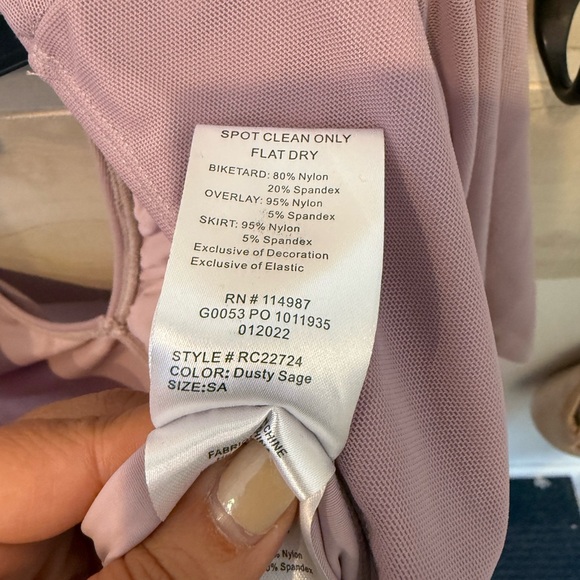 SPOT CLEAN ONLY
FLAT DRY
BIKETARD: 80% Nylon
20% Spandex
OVERLAY: 95% Nylon
5% Spandex
SKIRT: 95% Nylon
5% Spandex
Exclusive of Decoration
Exclusive of Elastic
RN # 114987
G0053 PO 1011935
012022
STYLE # RC22724
COLOR: Dusty Sage
SIZE:SA
Nylon
Spandex